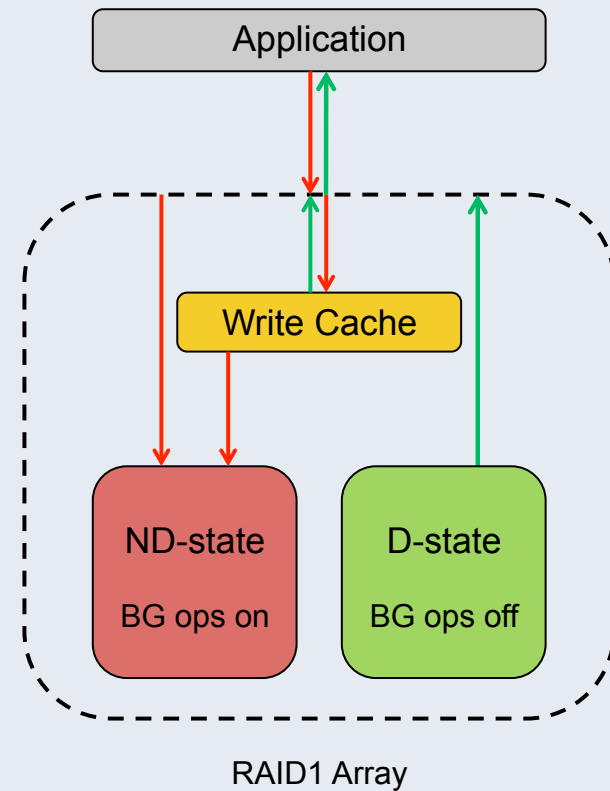 Application
Write Cache
ND-state
BG ops on
D-state
BG ops off
RAID1 Array